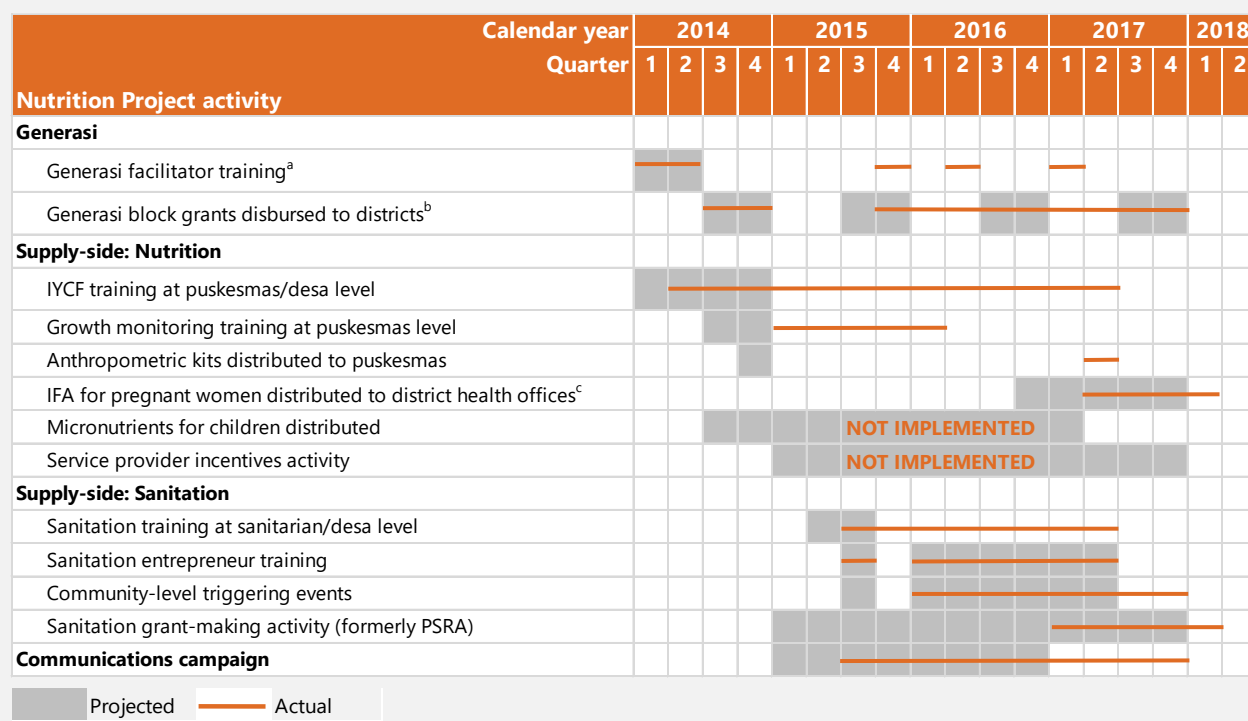 Calendar year 2014 2015 2016 2017 2018
Quarter 1 2 3 4 1 2 3 4 1 2 3 4 1 2 3 4 1 2
Nutrition Project activity
Generasi
Generasi facilitator trainingᵃ
Generasi block grants disbursed to districtsᵇ
Supply-side: Nutrition
IYCF training at puskesmas/desa level
Growth monitoring training at puskesmas level
Anthropometric kits distributed to puskesmas
IFA for pregnant women distributed to district health officesᶜ
Micronutrients for children distributed NOT IMPLEMENTED
Service provider incentives activity NOT IMPLEMENTED
Supply-side: Sanitation
Sanitation training at sanitarian/desa level
Sanitation entrepreneur training
Community-level triggering events
Sanitation grant-making activity (formerly PSRA)
Communications campaign
Projected Actual